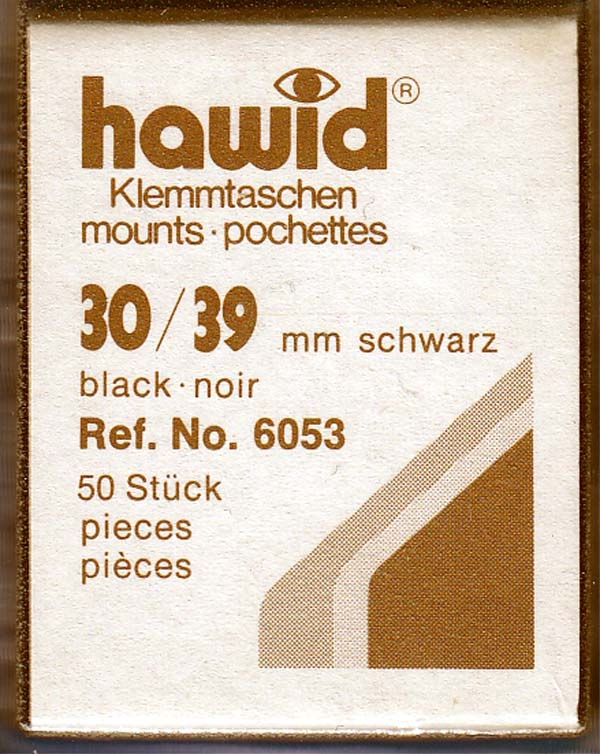 hawid®
Klemmtaschen
mounts · pochettes
30/39 mm schwarz
black · noir
Ref. No. 6053
50 Stück
pieces
pièces